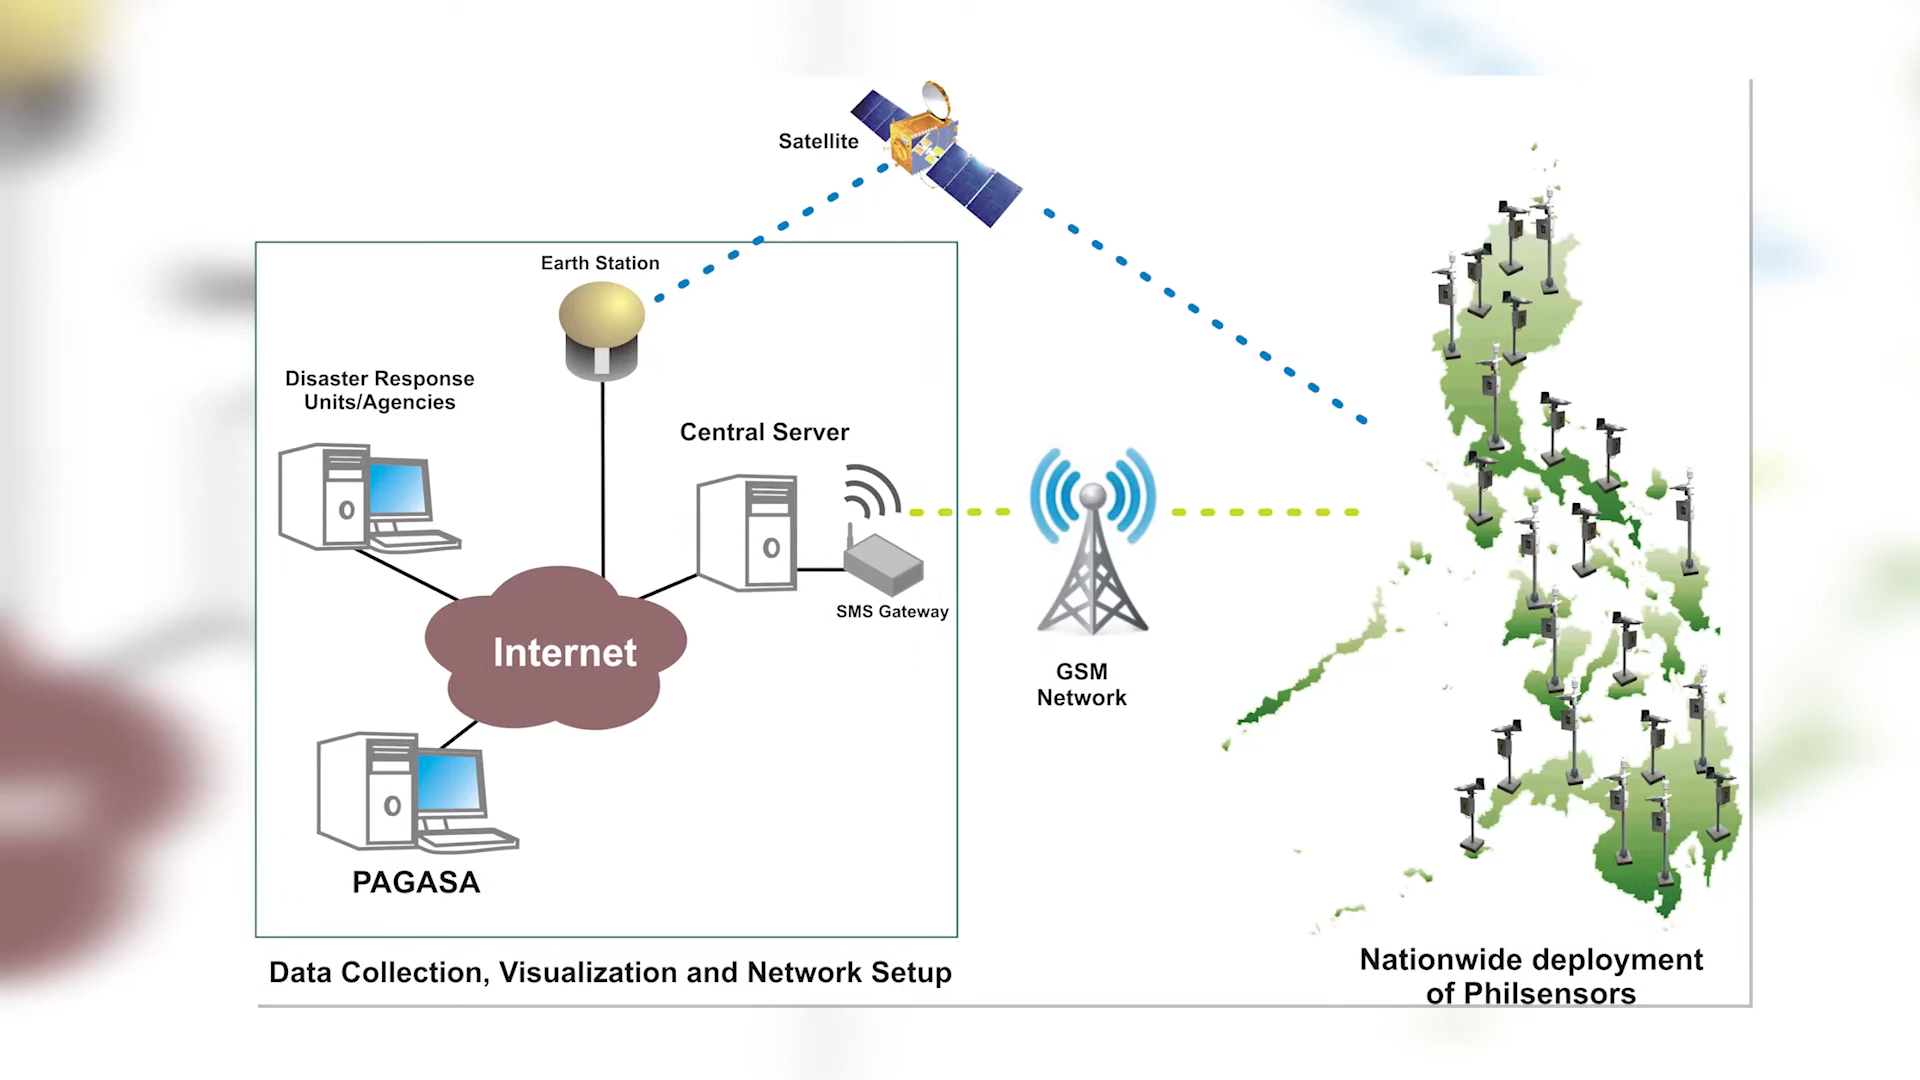 Satellite
Earth Station
Disaster Response
Units/Agencies
Central Server
SMS Gateway
Internet
GSM
Network
PAGASA
Data Collection, Visualization and Network Setup
Nationwide deployment
of Philsensors